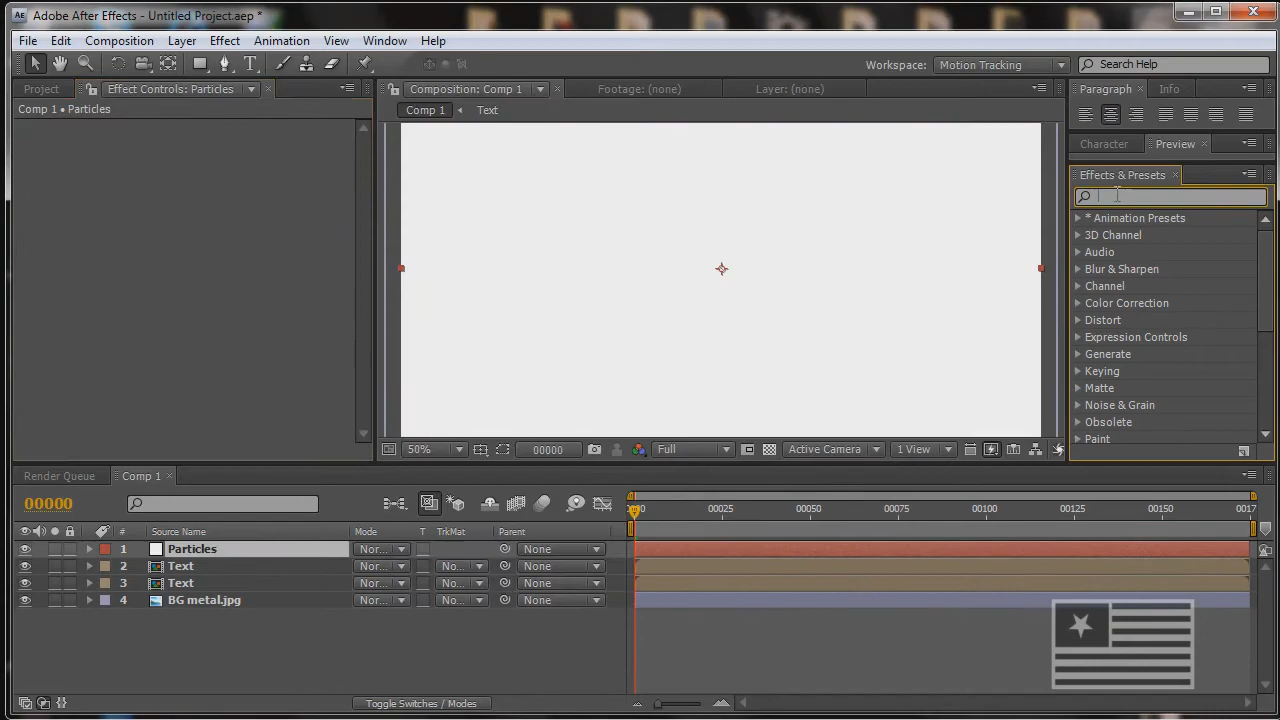 AE Adobe After Effects - Untitled Project.aep *
File Edit Composition Layer Effect Animation View Window Help
Workspace: Motion Tracking Search Help
Project Effect Controls: Particles Composition: Comp 1 Footage: (none) Layer: (none) Paragraph Info
Comp 1 • Particles Comp 1 Text
Character Preview
Effects & Presets
* Animation Presets
3D Channel
Audio
Blur & Sharpen
Channel
Color Correction
Distort
Expression Controls
Generate
Keying
Matte
Noise & Grain
Obsolete
Paint
50% 00000 Full Active Camera 1 View
Render Queue Comp 1
00000
00025 00050 00075 00100 00125 00150 0017
# Source Name Mode T TrkMat Parent
1 Particles Nor... None
2 Text Nor... No... None
3 Text Nor... No... None
4 BG metal.jpg Nor... No... None
Toggle Switches / Modes